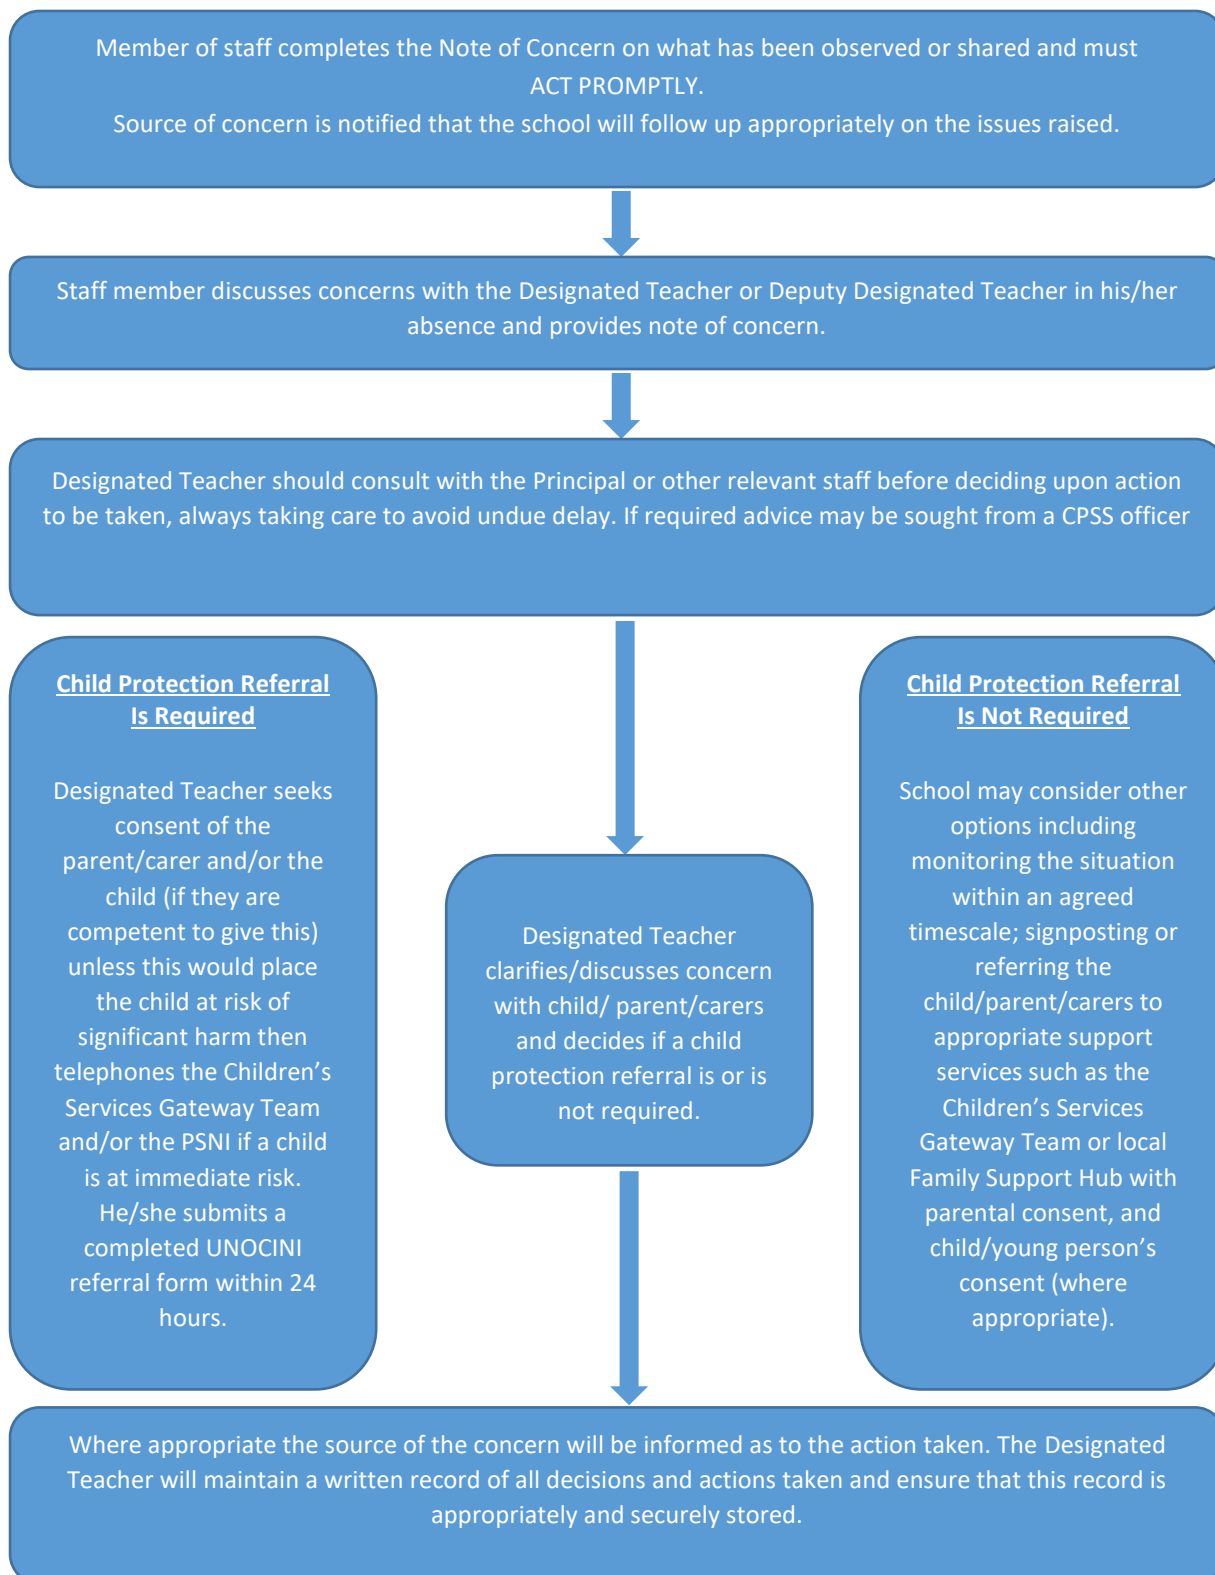 Member of staff completes the Note of Concern on what has been observed or shared and must
ACT PROMPTLY.
Source of concern is notified that the school will follow up appropriately on the issues raised.
Staff member discusses concerns with the Designated Teacher or Deputy Designated Teacher in his/her
absence and provides note of concern.
Designated Teacher should consult with the Principal or other relevant staff before deciding upon action
to be taken, always taking care to avoid undue delay. If required advice may be sought from a CPSS officer
Child Protection Referral
Is Required
Designated Teacher seeks
consent of the
parent/carer and/or the
child (if they are
competent to give this)
unless this would place
the child at risk of
significant harm then
telephones the Children’s
Services Gateway Team
and/or the PSNI if a child
is at immediate risk.
He/she submits a
completed UNOCINI
referral form within 24
hours.
Designated Teacher
clarifies/discusses concern
with child/ parent/carers
and decides if a child
protection referral is or is
not required.
Child Protection Referral
Is Not Required
School may consider other
options including
monitoring the situation
within an agreed
timescale; signposting or
referring the
child/parent/carers to
appropriate support
services such as the
Children’s Services
Gateway Team or local
Family Support Hub with
parental consent, and
child/young person’s
consent (where
appropriate).
Where appropriate the source of the concern will be informed as to the action taken. The Designated
Teacher will maintain a written record of all decisions and actions taken and ensure that this record is
appropriately and securely stored.